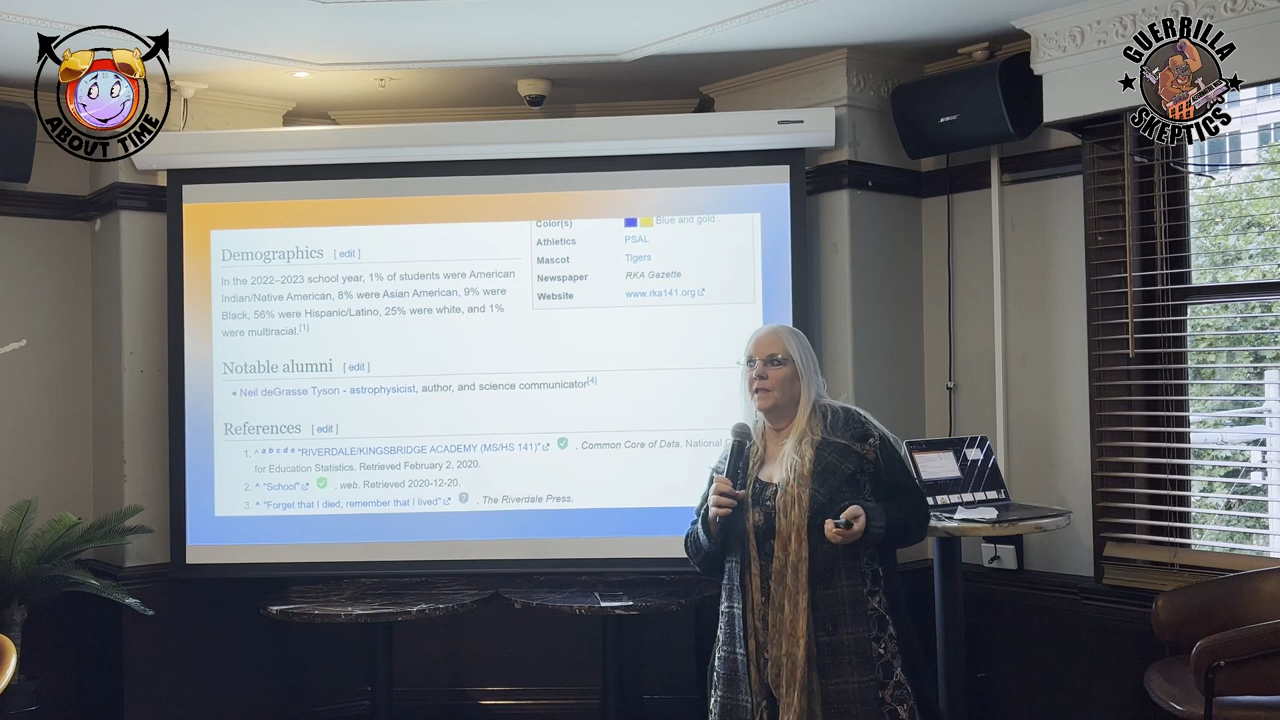 ABOUT TIME
GUERRILLA
SKEPTICS
BOSE
Color(s) Blue and gold
Athletics PSAL
Mascot Tigers
Newspaper RKA Gazette
Website www.rka141.org
Demographics [edit]
In the 2022–2023 school year, 1% of students were American
Indian/Native American, 8% were Asian American, 9% were
Black, 56% were Hispanic/Latino, 25% were white, and 1%
were multiracial.[1]
Notable alumni [edit]
• Neil deGrasse Tyson - astrophysicist, author, and science communicator[4]
References [edit]
1. ^ a b c d e "RIVERDALE/KINGSBRIDGE ACADEMY (MS/HS 141)" . Common Core of Data. National
for Education Statistics. Retrieved February 2, 2020.
2. ^ "School" . web. Retrieved 2020-12-20.
3. ^ "Forget that I died, remember that I lived" . The Riverdale Press.